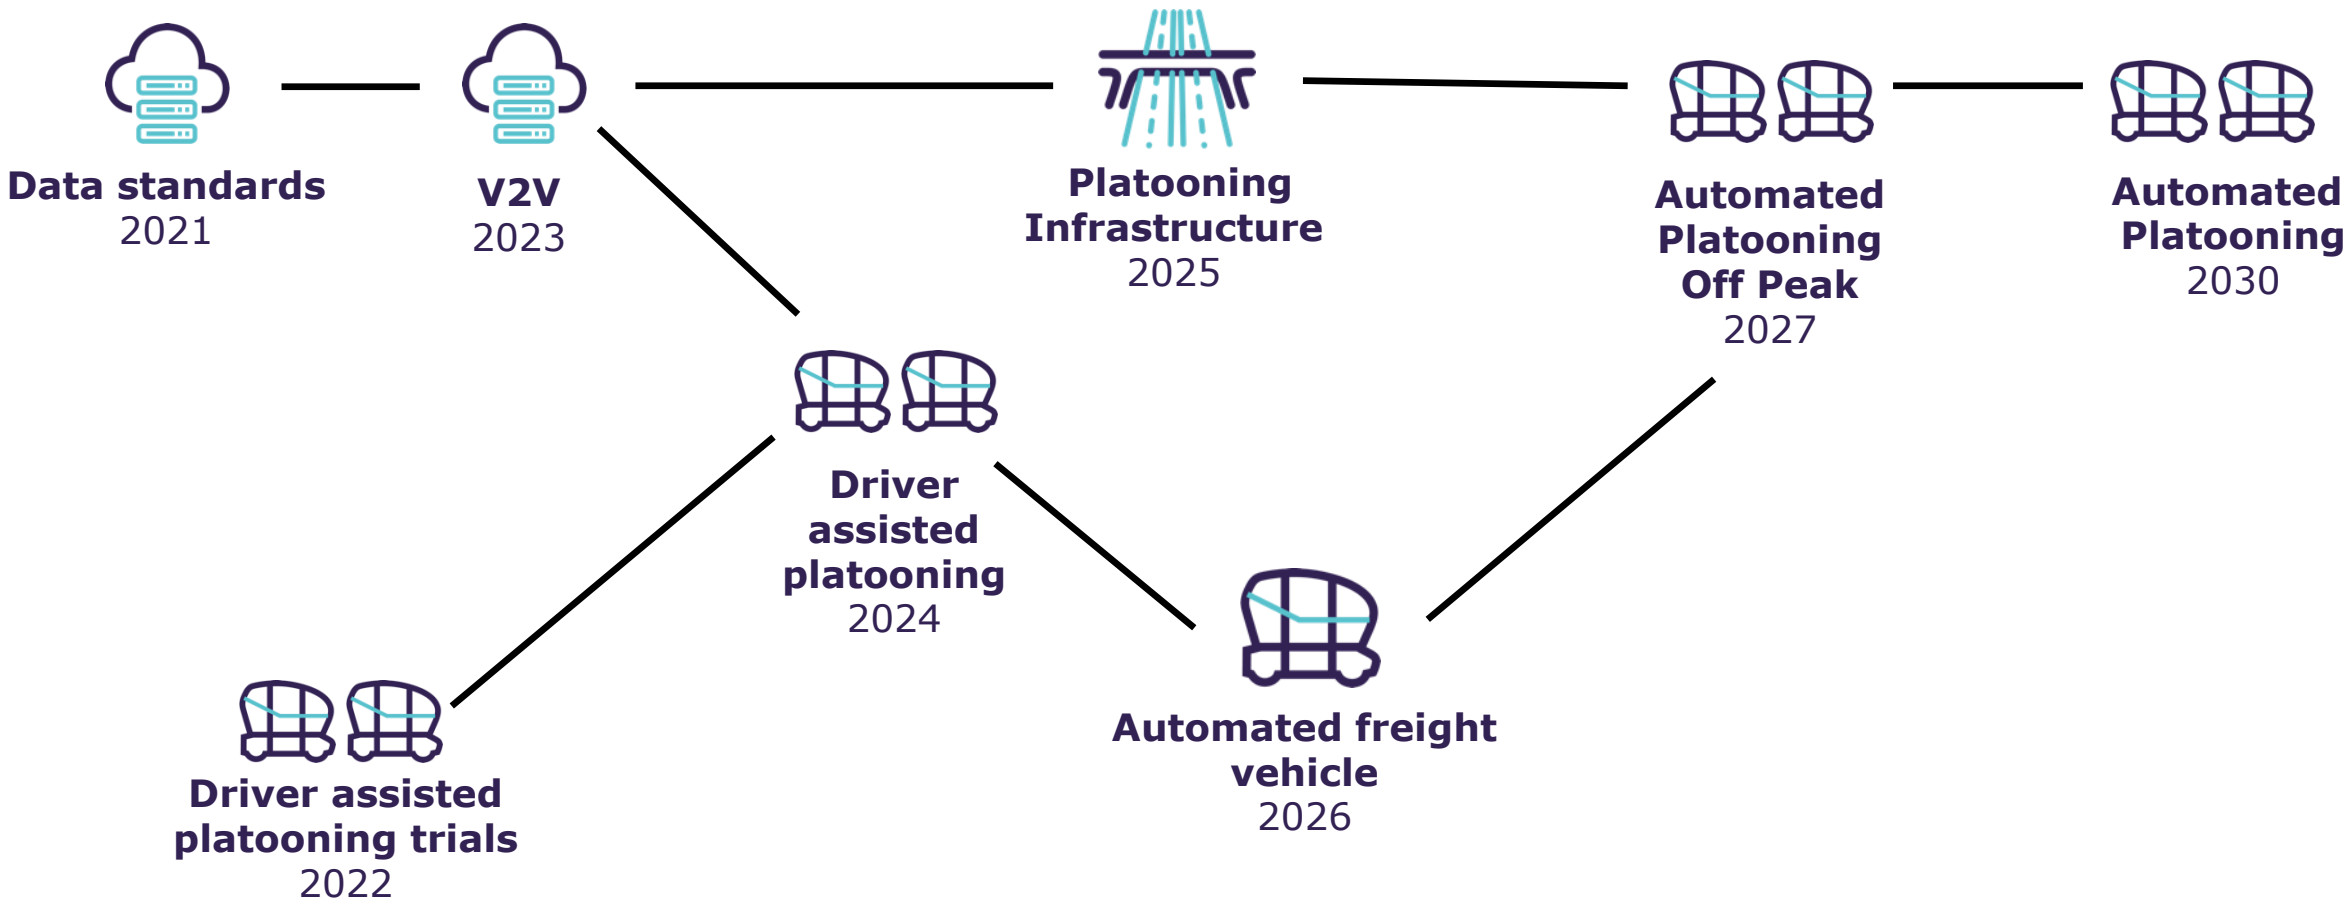 Data standards
2021
V2V
2023
Platooning
Infrastructure
2025
Automated
Platooning
Off Peak
2027
Automated
Platooning
2030
Driver
assisted
platooning
2024
Automated freight
vehicle
2026
Driver assisted
platooning trials
2022